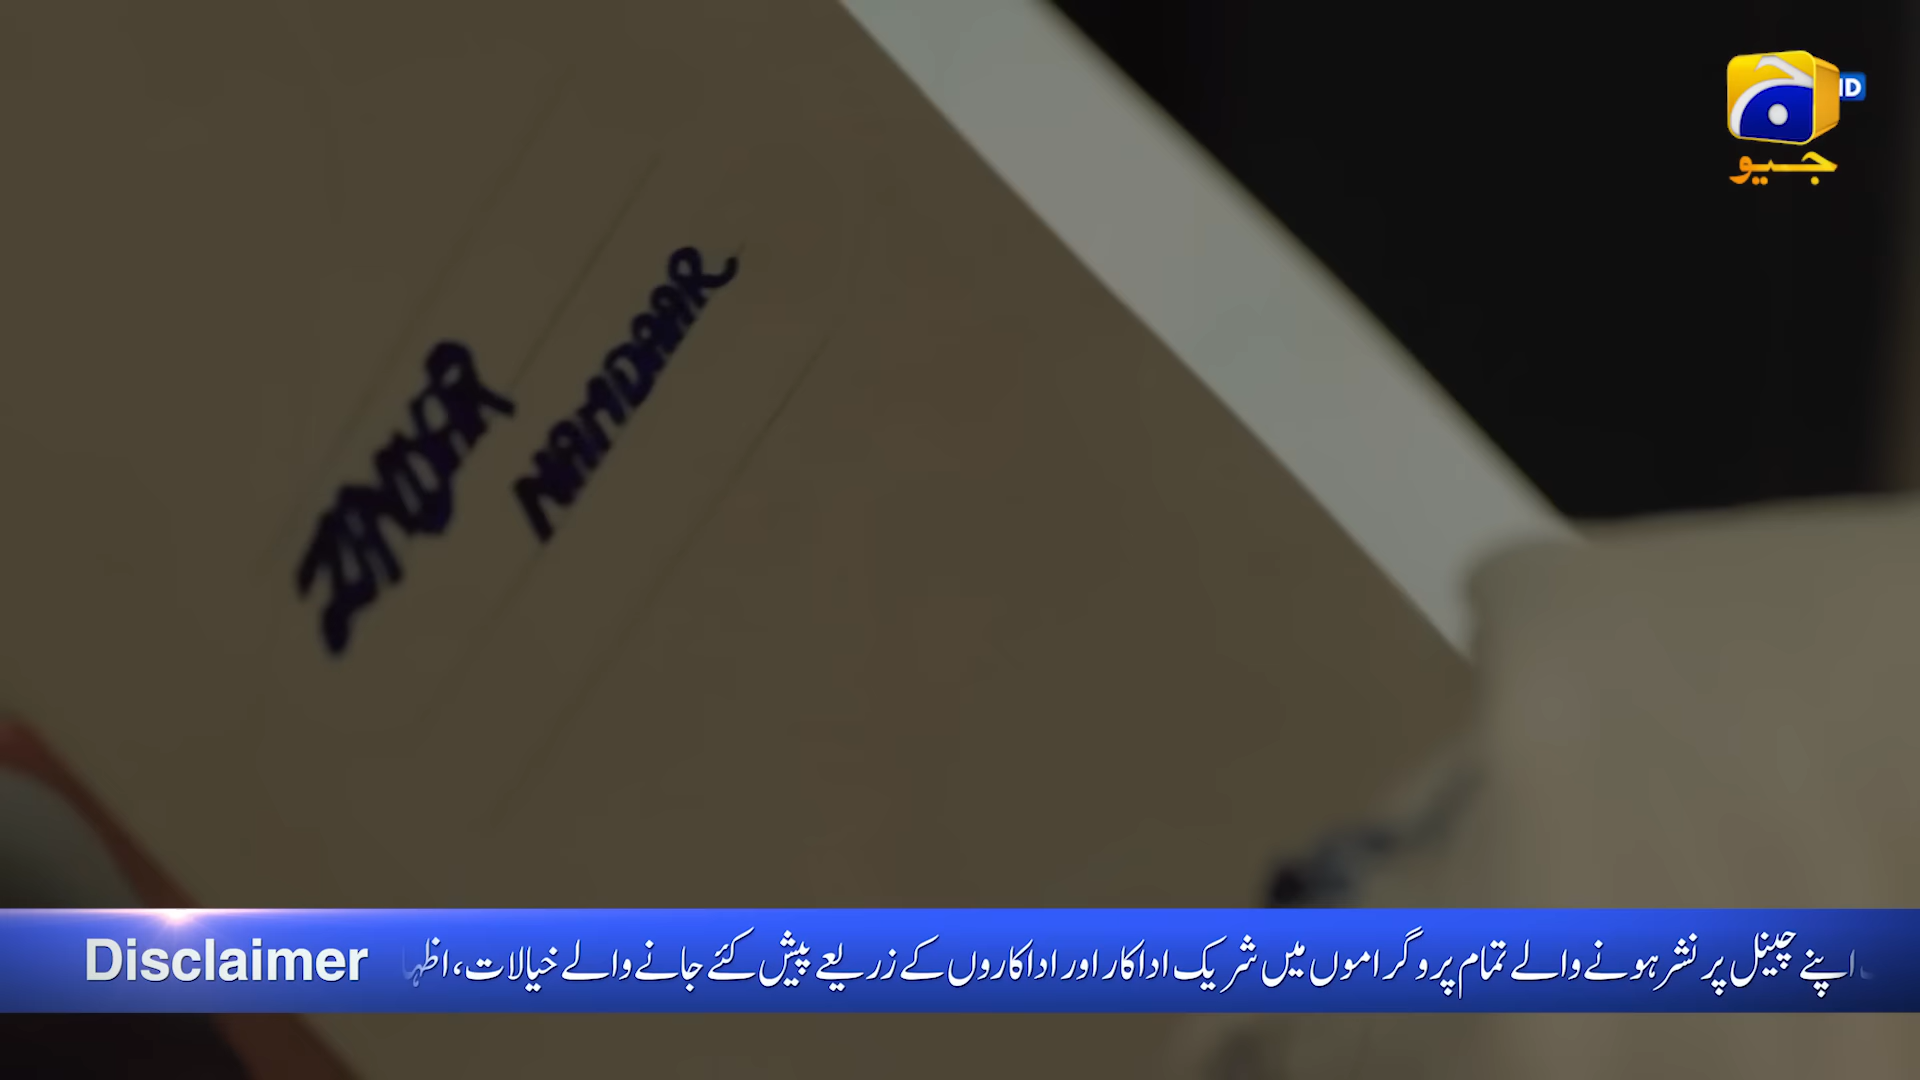 HD
جیو
NAMDAAR
Disclaimer
اپنے چینل پر نشر ہونے والے تمام پروگراموں میں شریک اداکار اور اداکاروں کے زریعے پیش کئے جانے والے خیالات،